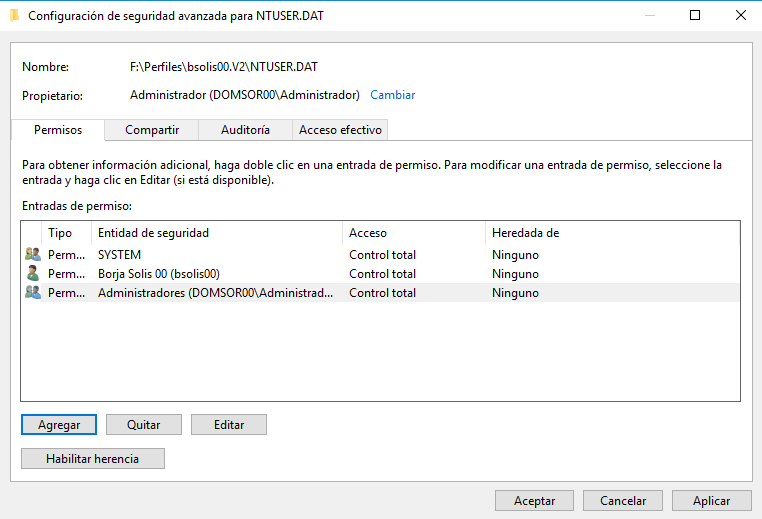 Configuración de seguridad avanzada para NTUSER.DAT
Nombre: F:\Perfiles\bsolis00.V2\NTUSER.DAT
Propietario: Administrador (DOMSOR00\Administrador) Cambiar
Permisos Compartir Auditoría Acceso efectivo
Para obtener información adicional, haga doble clic en una entrada de permiso. Para modificar una entrada de permiso, seleccione la
entrada y haga clic en Editar (si está disponible).
Entradas de permiso:
Tipo Entidad de seguridad Acceso Heredada de
Perm... SYSTEM Control total Ninguno
Perm... Borja Solis 00 (bsolis00) Control total Ninguno
Perm... Administradores (DOMSOR00\Administrad... Control total Ninguno
Agregar Quitar Editar
Habilitar herencia
Aceptar Cancelar Aplicar